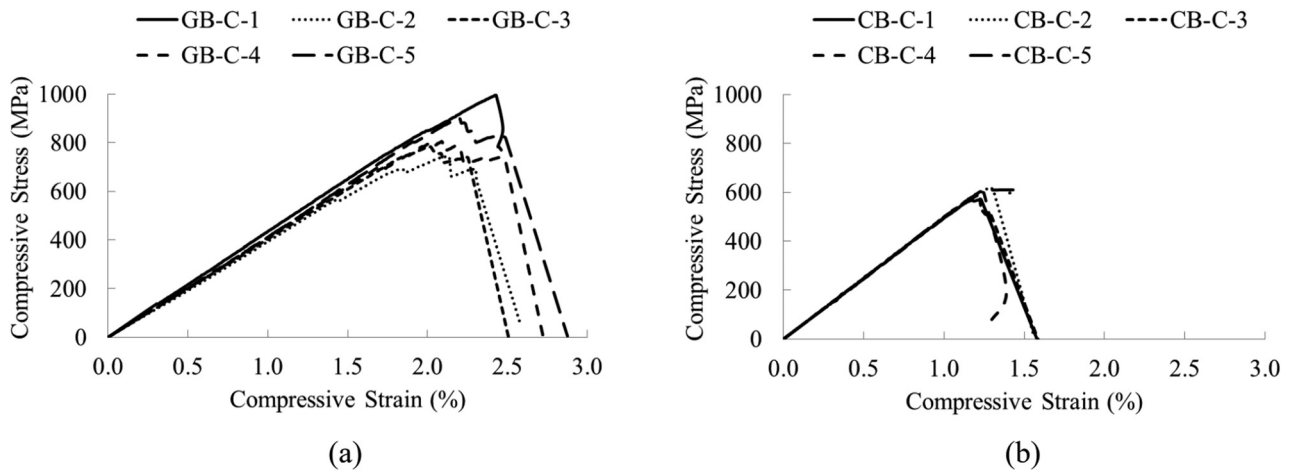 GB-C-1 GB-C-2 GB-C-3
GB-C-4 GB-C-5
Compressive Stress (MPa)
1000
800
600
400
200
0
0.0 0.5 1.0 1.5 2.0 2.5 3.0
Compressive Strain (%)
(a)
CB-C-1 CB-C-2 CB-C-3
CB-C-4 CB-C-5
Compressive Stress (MPa)
1000
800
600
400
200
0
0.0 0.5 1.0 1.5 2.0 2.5 3.0
Compressive Strain (%)
(b)